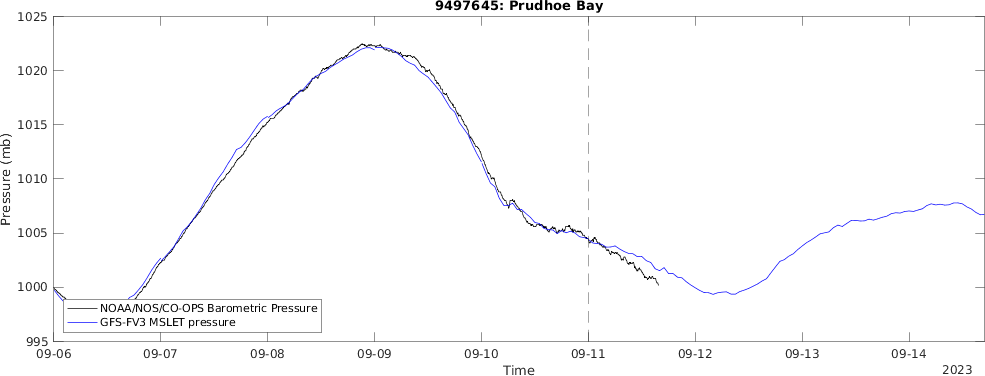 9497645: Prudhoe Bay
Pressure (mb)
1025
1020
1015
1010
1005
1000
995
NOAA/NOS/CO-OPS Barometric Pressure
GFS-FV3 MSLET pressure
09-06 09-07 09-08 09-09 09-10 09-11 09-12 09-13 09-14
Time
2023